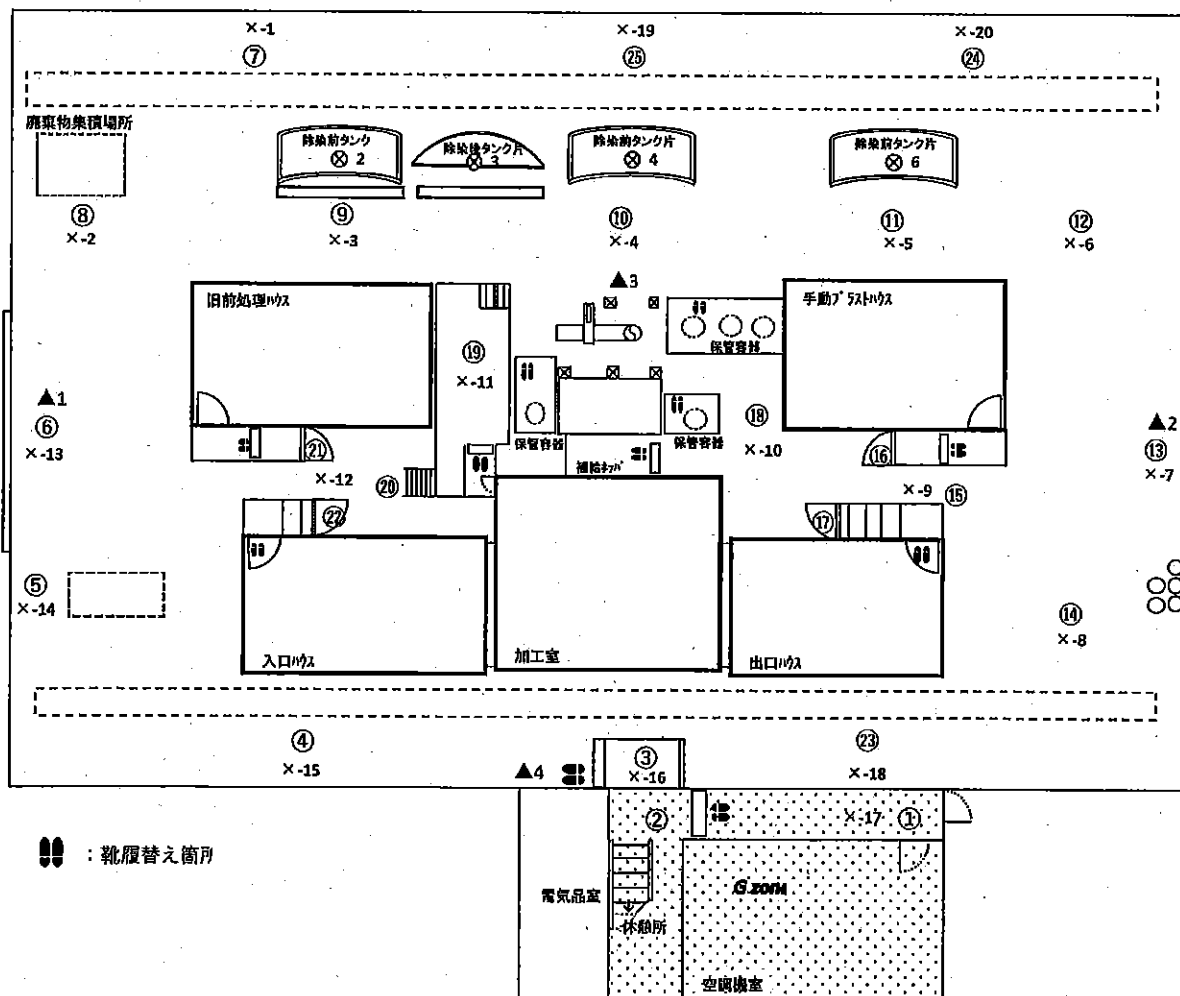 ×-1
×-19
×-20
⑦
㉕
㉔
廃棄物集積場所
除染前タンク
⊗ 2
除染後タンク片
⊗ 3
除染前タンク片
⊗ 4
除染前タンク片
⊗ 6
⑧
×-2
⑨
×-3
⑩
×-4
⑪
×-5
⑫
×-6
▲3
旧前処理ハウス
手動ブラストハウス
保管容器
⑲
×-11
▲1
⑥
×-13
保管容器
保管容器
⑱
×-10
▲2
⑬
×-7
㉑
⑯
×-12
⑳
×-9
⑮
㉒
⑰
⑤
×-14
⑭
×-8
入口ハウス
加工室
出口ハウス
④
×-15
▲4
③
×-16
㉓
×-18
②
×-17
①
：靴履替え箇所
電気品室
休憩所
G zone
空調機室